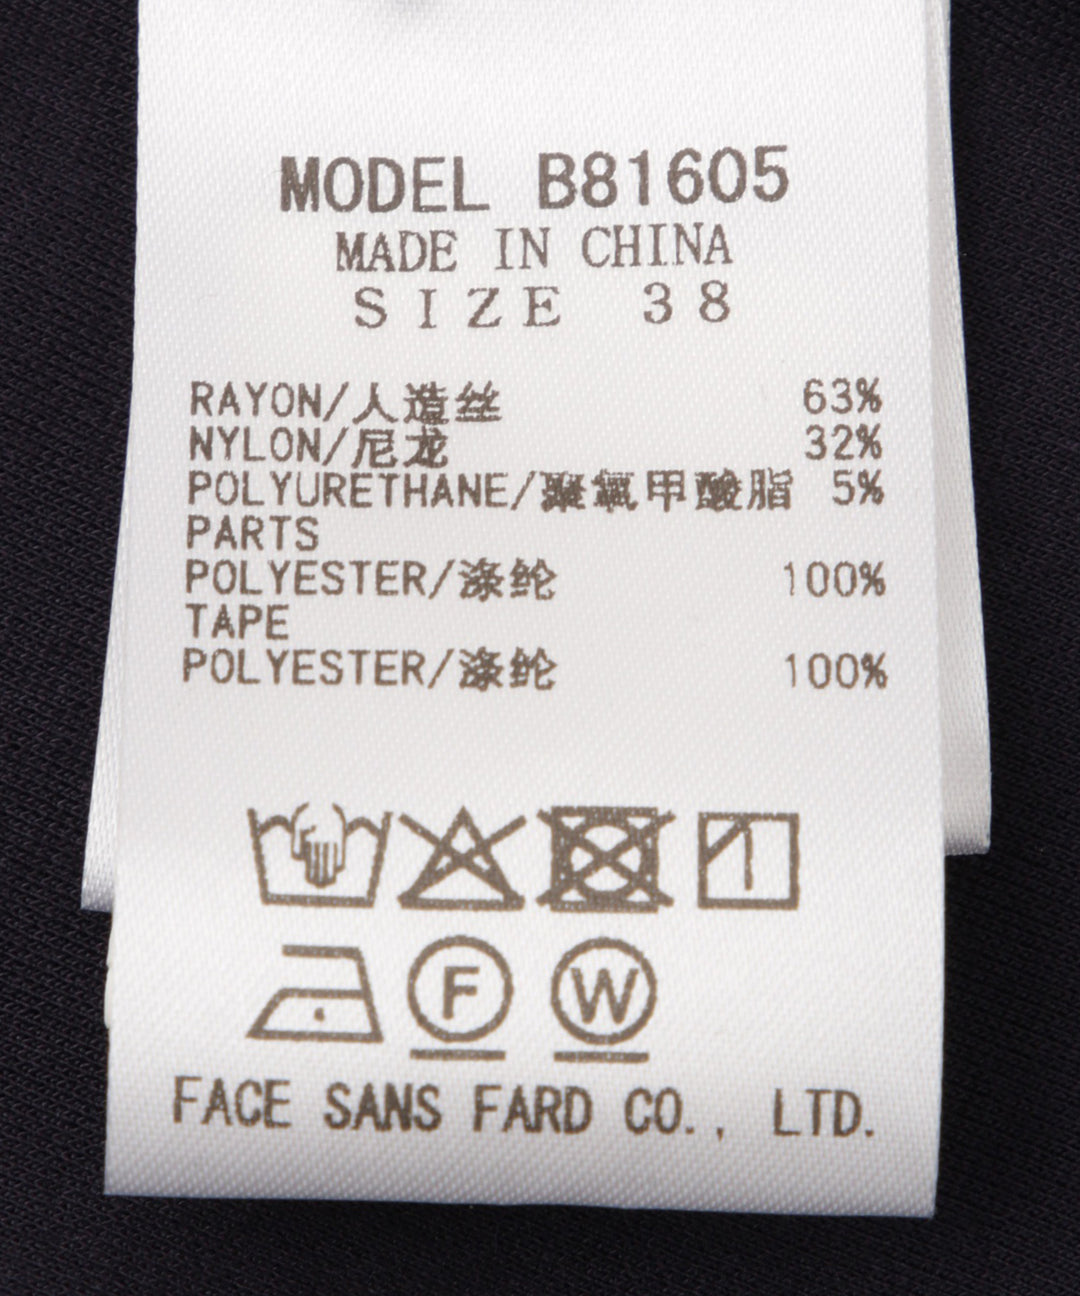 MODEL B81605
MADE IN CHINA
SIZE 38
RAYON/人造丝 63%
NYLON/尼龙 32%
POLYURETHANE/聚氨甲酸脂 5%
PARTS
POLYESTER/涤纶 100%
TAPE
POLYESTER/涤纶 100%
F W
FACE SANS FARD CO., LTD.